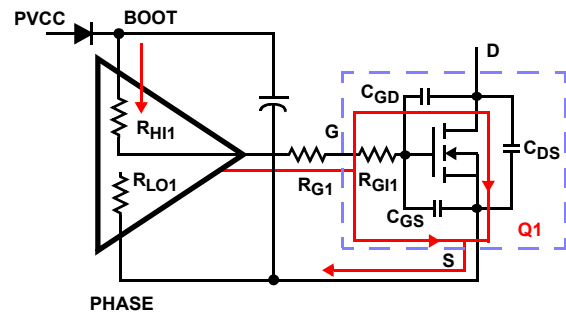 PVCC
BOOT
D
CGD
RHI1
G
CDS
RLO1
RG1
RGI1
CGS
Q1
S
PHASE